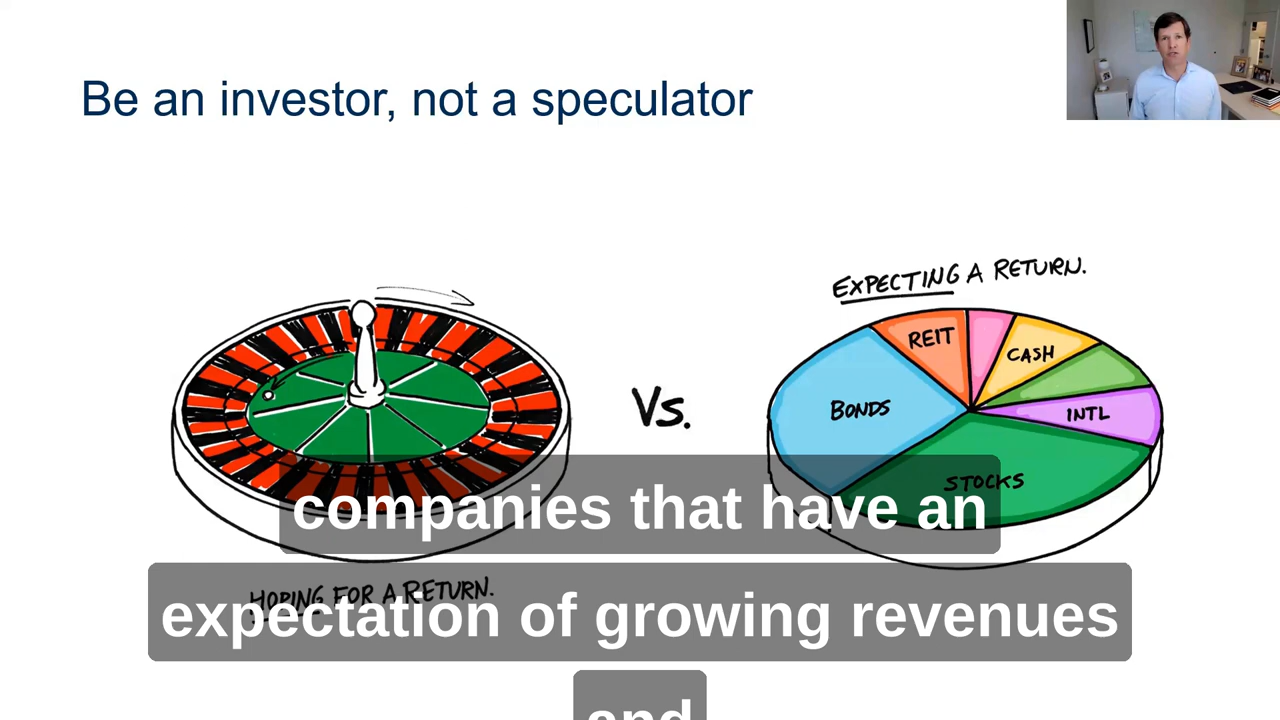 Be an investor, not a speculator
EXPECTING A RETURN.
REIT
CASH
BONDS
INTL
Vs.
STOCKS
HOPING FOR A RETURN.
companies that have an
expectation of growing revenues
and